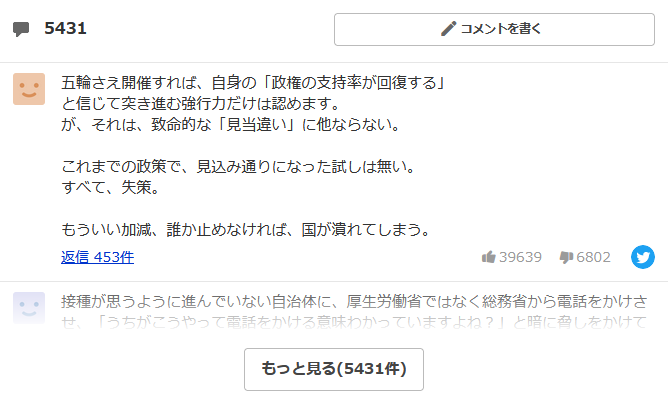 5431
コメントを書く
五輪さえ開催すれば、自身の「政権の支持率が回復する」
と信じて突き進む強行力だけは認めます。
が、それは、致命的な「見当違い」に他ならない。
これまでの政策で、見込み通りになった試しは無い。
すべて、失策。
もういい加減、誰か止めなければ、国が潰れてしまう。
返信 453件
39639
6802
接種が思うように進んでいない自治体に、厚生労働省ではなく総務省から電話をかけさ
せ、「うちがこうやって電話をかける意味わかっていますよね？」と暗に脅しをかけて
もっと見る(5431件)